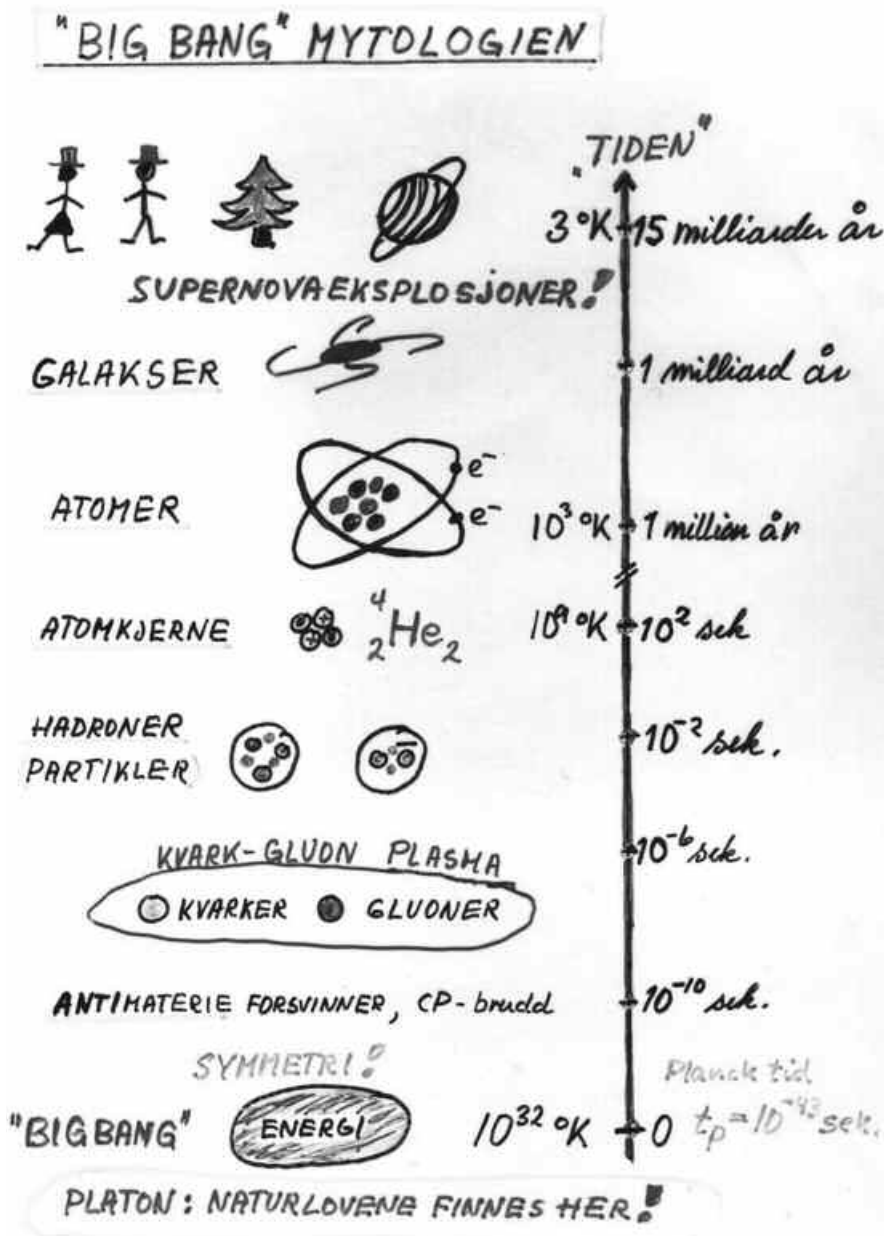 "BIG BANG" MYTOLOGIEN
"TIDEN"
3 °K 15 milliarder år
SUPERNOVAEKSPLOSJONER!
GALAKSER 1 milliard år
ATOMER e⁻
e⁻ 10³ °K 1 million år
ATOMKJERNE ⁴₂He₂ 10⁹ °K 10² sek
HADRONER
PARTIKLER 10⁻² sek.
KVARK-GLUON PLASMA 10⁻⁶ sek.
KVARKER GLUONER
ANTIMATERIE FORSVINNER, CP-brudd 10⁻¹⁰ sek.
SYMMETRI! Planck tid
"BIGBANG" ENERGI 10³² °K 0 tₚ=10⁻⁴³ sek.
PLATON: NATURLOVENE FINNES HER!